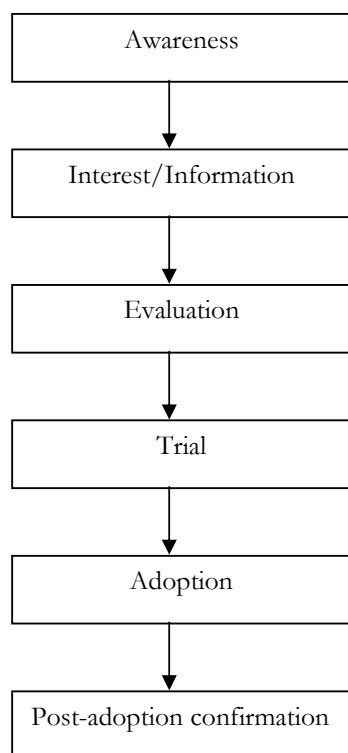 Awareness
Interest/Information
Evaluation
Trial
Adoption
Post-adoption confirmation